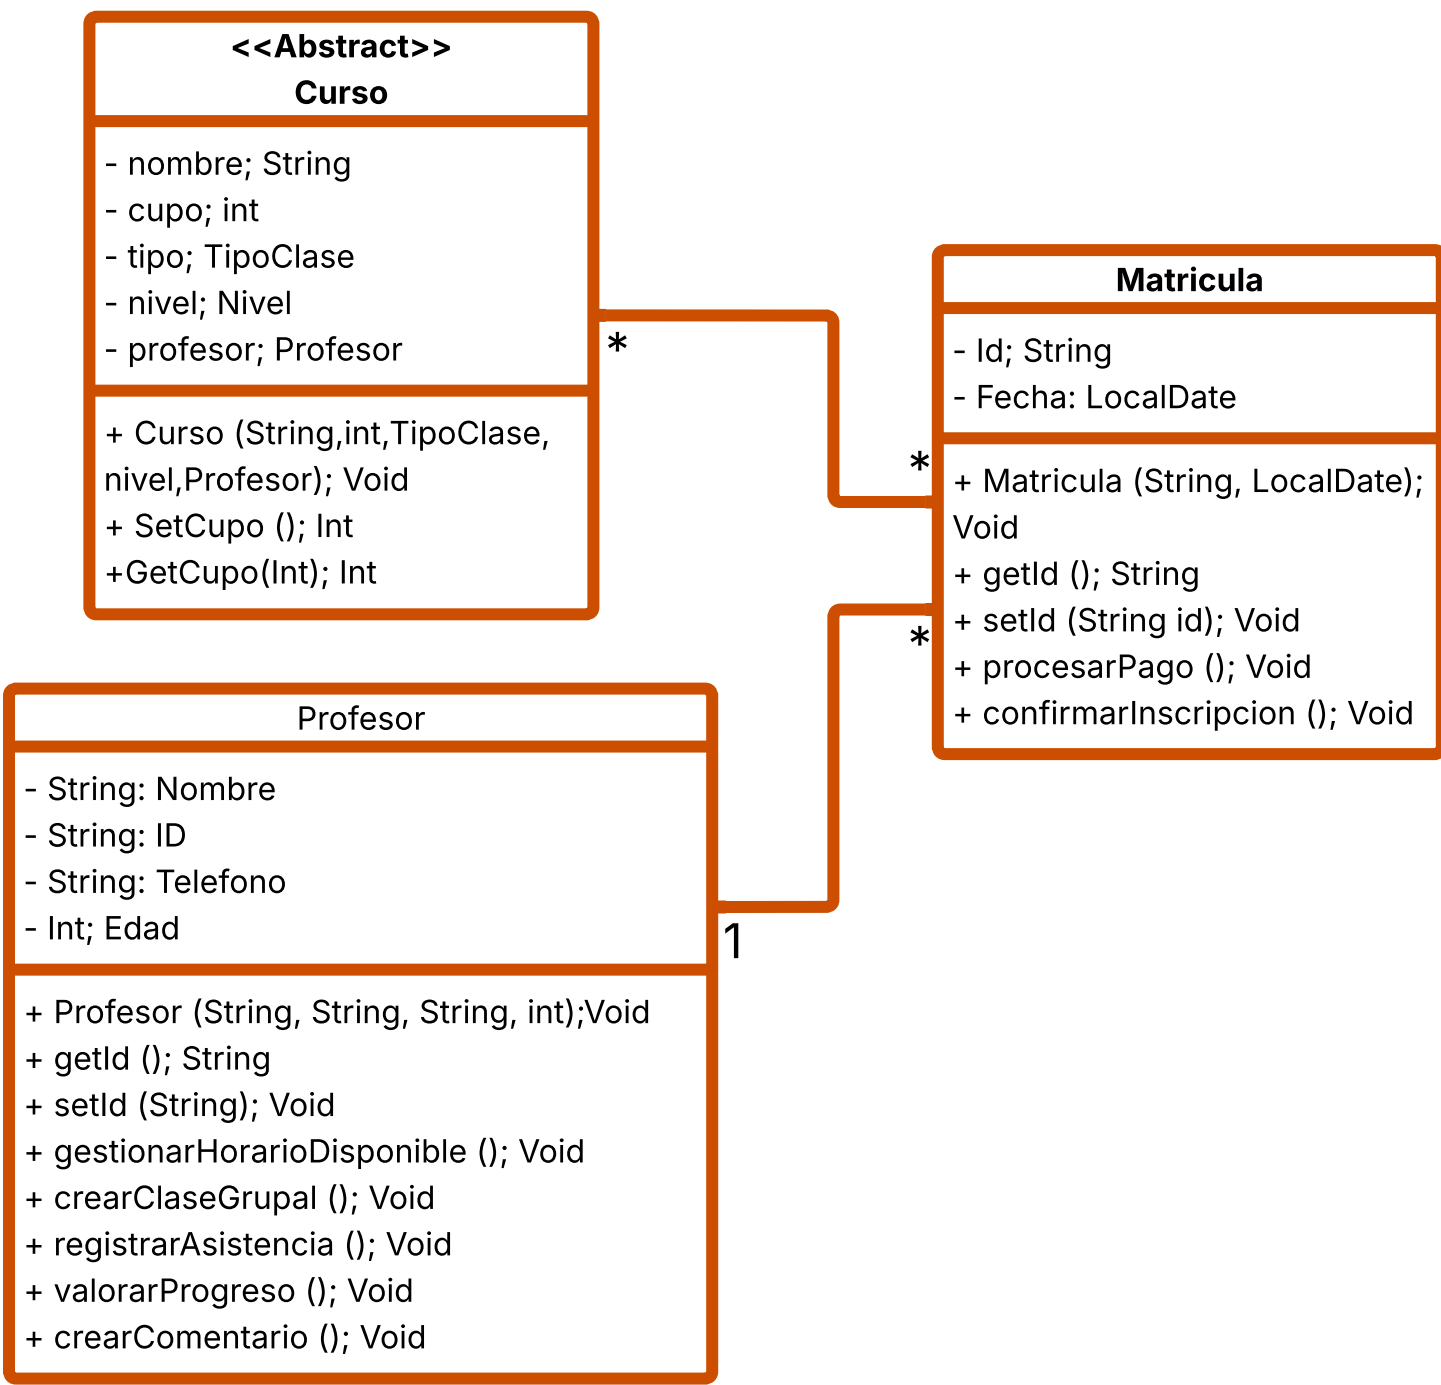 <<Abstract>>
Curso
- nombre; String
- cupo; int
- tipo; TipoClase
- nivel; Nivel
- profesor; Profesor
+ Curso (String,int,TipoClase,
nivel,Profesor); Void
+ SetCupo (); Int
+GetCupo(Int); Int
*
Matricula
- Id; String
- Fecha: LocalDate
*
+ Matricula (String, LocalDate);
Void
+ getId (); String
+ setId (String id); Void
+ procesarPago (); Void
+ confirmarInscripcion (); Void
*
Profesor
- String: Nombre
- String: ID
- String: Telefono
- Int; Edad
1
+ Profesor (String, String, String, int);Void
+ getId (); String
+ setId (String); Void
+ gestionarHorarioDisponible (); Void
+ crearClaseGrupal (); Void
+ registrarAsistencia (); Void
+ valorarProgreso (); Void
+ crearComentario (); Void